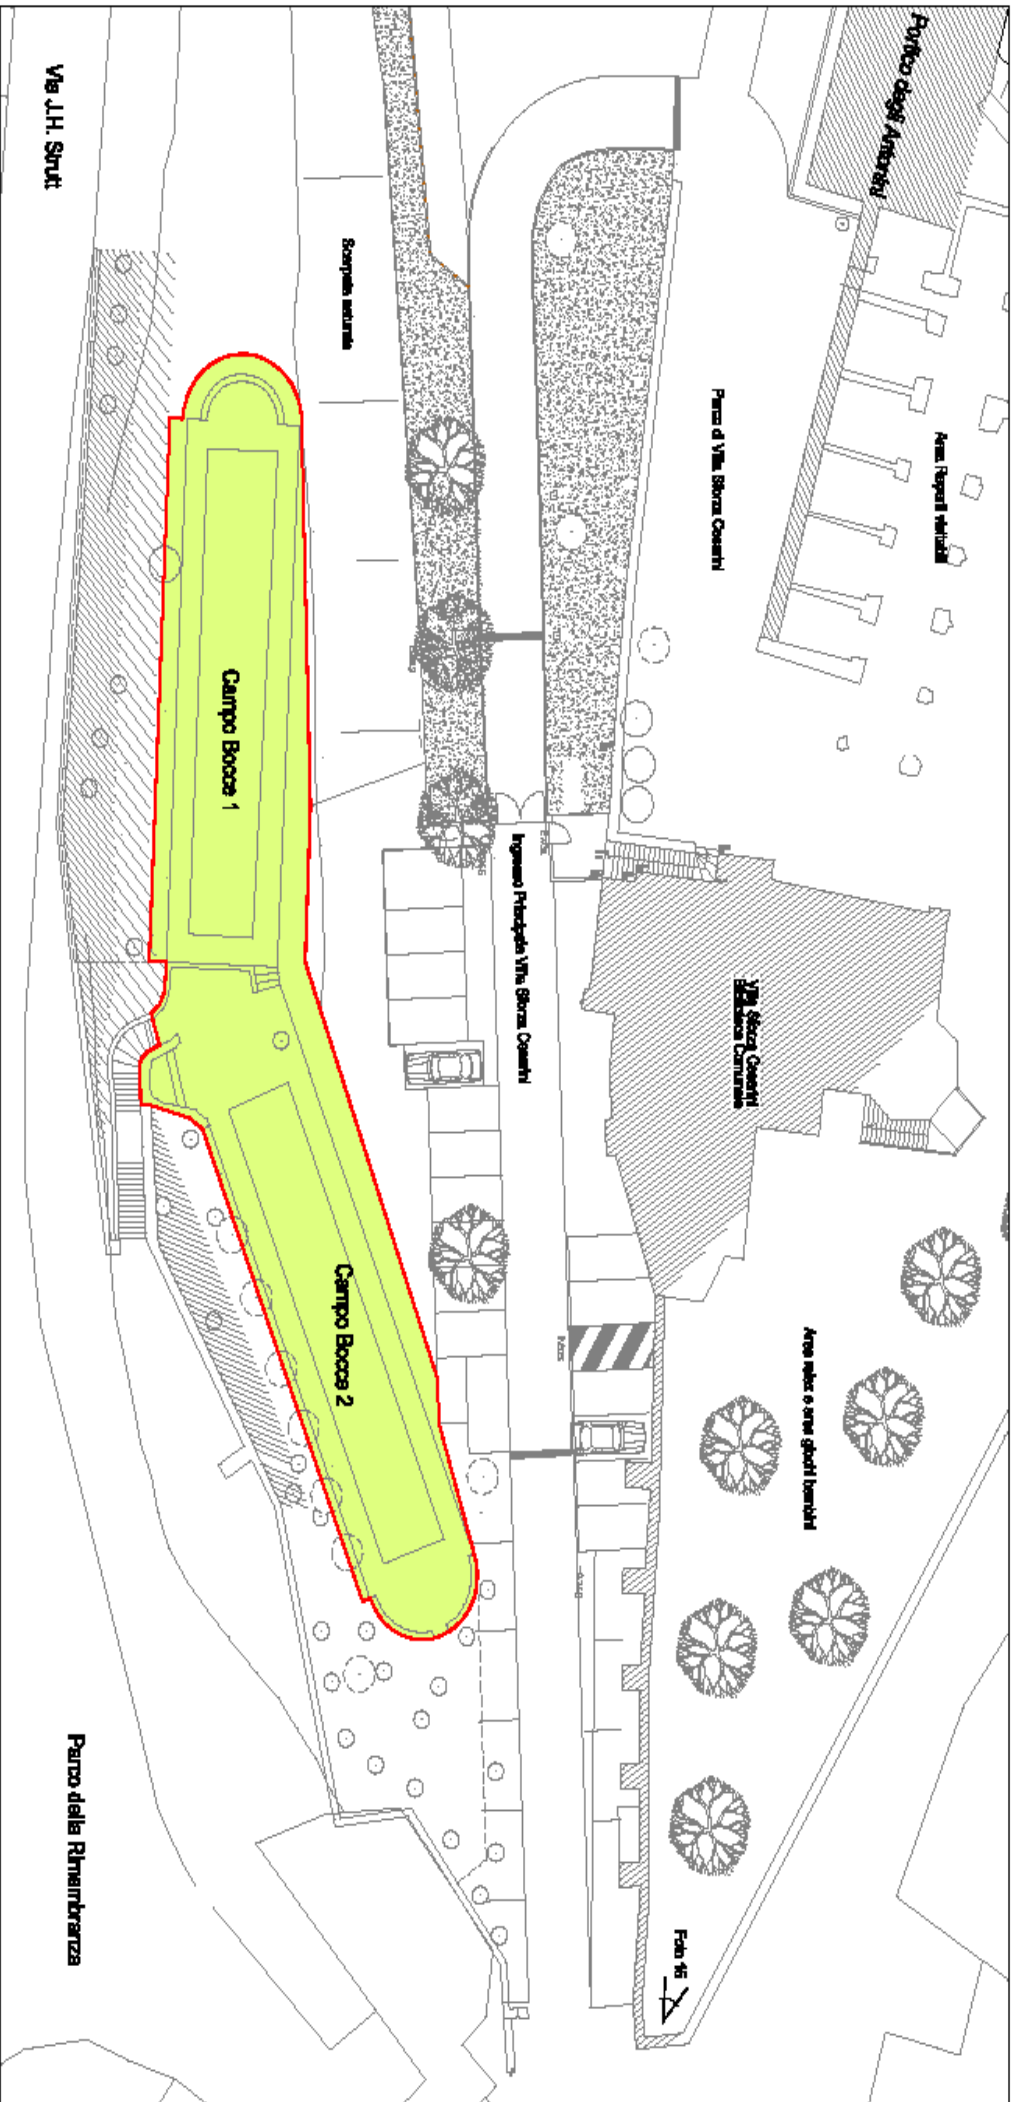 Portico degli Antonini
Area Reperti visitabili
Parco di Villa Sforza Cesarini
Scarpata naturale
Via J.H. Strutt
Ingresso Principale Villa Sforza Cesarini
Villa Sforza Cesarini
Biblioteca Comunale
Campo Bocce 1
Campo Bocce 2
Area relax e area giochi bambini
Foto 16
Parco della Rimembranza